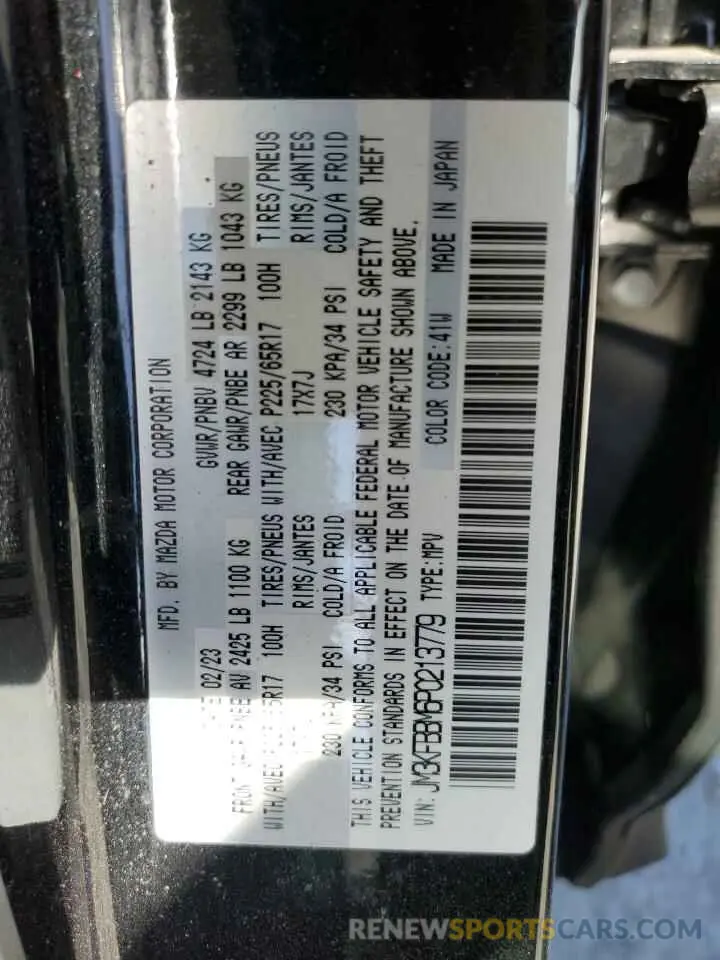 MFD. BY MAZDA MOTOR CORPORATION
02/23 GVWR/PNBV 4724 LB 2143 KG
FRONT AV 2425 LB 1100 KG REAR GAWR/PNBE AR 2299 LB 1043 KG
WITH/AVEC 100H TIRES/PNEUS WITH/AVEC P225/65R17 100H TIRES/PNEUS
RIMS/JANTES 17X7J RIMS/JANTES
230 KPA/34 PSI COLD/A FROID 230 KPA/34 PSI COLD/A FROID
THIS VEHICLE CONFORMS TO ALL APPLICABLE FEDERAL MOTOR VEHICLE SAFETY AND THEFT
PREVENTION STANDARDS IN EFFECT ON THE DATE OF MANUFACTURE SHOWN ABOVE.
VIN: JM3KFBBM6P0213779 TYPE:MPV COLOR CODE:41W MADE IN JAPAN
RENEWSPORTSCARS.COM